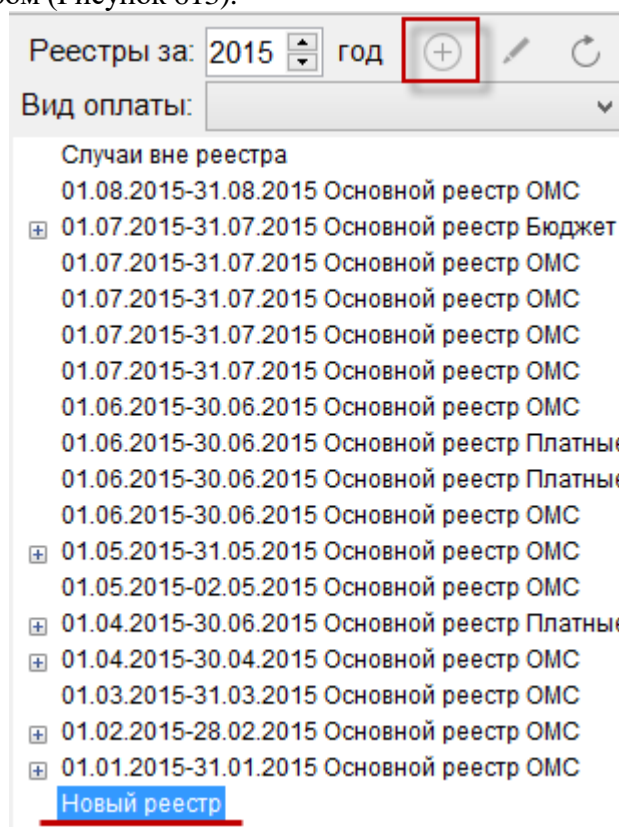 ром (Рисунок 615).
Реестры за: 2015 год
Вид оплаты:
Случаи вне реестра
01.08.2015-31.08.2015 Основной реестр ОМС
01.07.2015-31.07.2015 Основной реестр Бюджет
01.07.2015-31.07.2015 Основной реестр ОМС
01.07.2015-31.07.2015 Основной реестр ОМС
01.07.2015-31.07.2015 Основной реестр ОМС
01.07.2015-31.07.2015 Основной реестр ОМС
01.06.2015-30.06.2015 Основной реестр ОМС
01.06.2015-30.06.2015 Основной реестр Платные
01.06.2015-30.06.2015 Основной реестр Платные
01.06.2015-30.06.2015 Основной реестр ОМС
01.05.2015-31.05.2015 Основной реестр ОМС
01.05.2015-02.05.2015 Основной реестр ОМС
01.04.2015-30.06.2015 Основной реестр Платные
01.04.2015-30.04.2015 Основной реестр ОМС
01.03.2015-31.03.2015 Основной реестр ОМС
01.02.2015-28.02.2015 Основной реестр ОМС
01.01.2015-31.01.2015 Основной реестр ОМС
Новый реестр